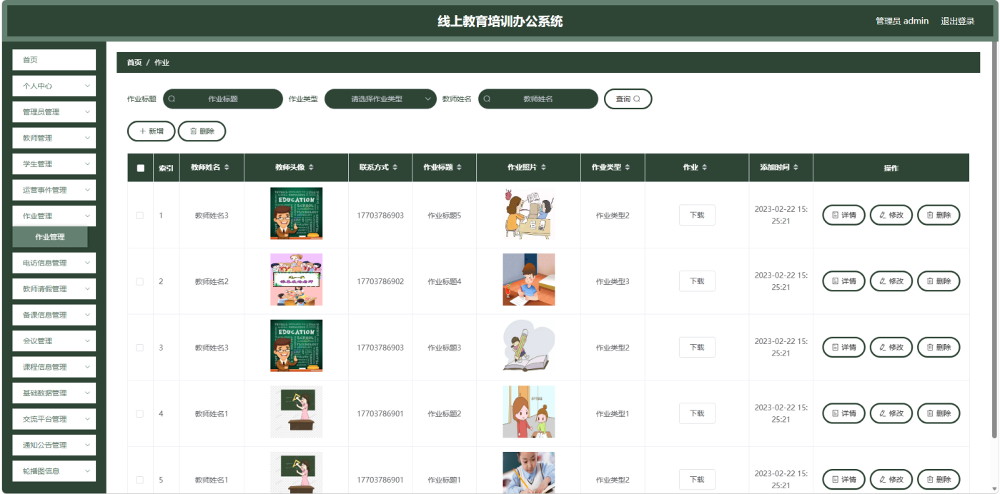 线上教育培训办公系统
管理员 admin 退出登录
首页
个人中心
管理员管理
教师管理
学生管理
运营事件管理
作业管理
作业管理
电访信息管理
教师请假管理
备课信息管理
会议管理
课程信息管理
基础数据管理
交流平台管理
通知公告管理
轮播图信息
首页 / 作业
作业标题 作业标题 作业类型 请选择作业类型 教师姓名 教师姓名 查询
新增 删除
索引 教师姓名 教师头像 联系方式 作业标题 作业照片 作业类型 作业 添加时间 操作
EDUCATION
SCHOOL
1 教师姓名3 17703786903 作业标题5 作业类型2 下载 2023-02-22 15:
25:21 详情 修改 删除
2 教师姓名2 17703786902 作业标题4 作业类型3 下载 2023-02-22 15:
25:21 详情 修改 删除
EDUCATION
SCHOOL
3 教师姓名3 17703786903 作业标题3 作业类型2 下载 2023-02-22 15:
25:21 详情 修改 删除
4 教师姓名1 17703786901 作业标题2 作业类型1 下载 2023-02-22 15:
25:21 详情 修改 删除
5 教师姓名1 17703786901 作业标题1 作业类型2 下载 2023-02-22 15:
25:21 详情 修改 删除